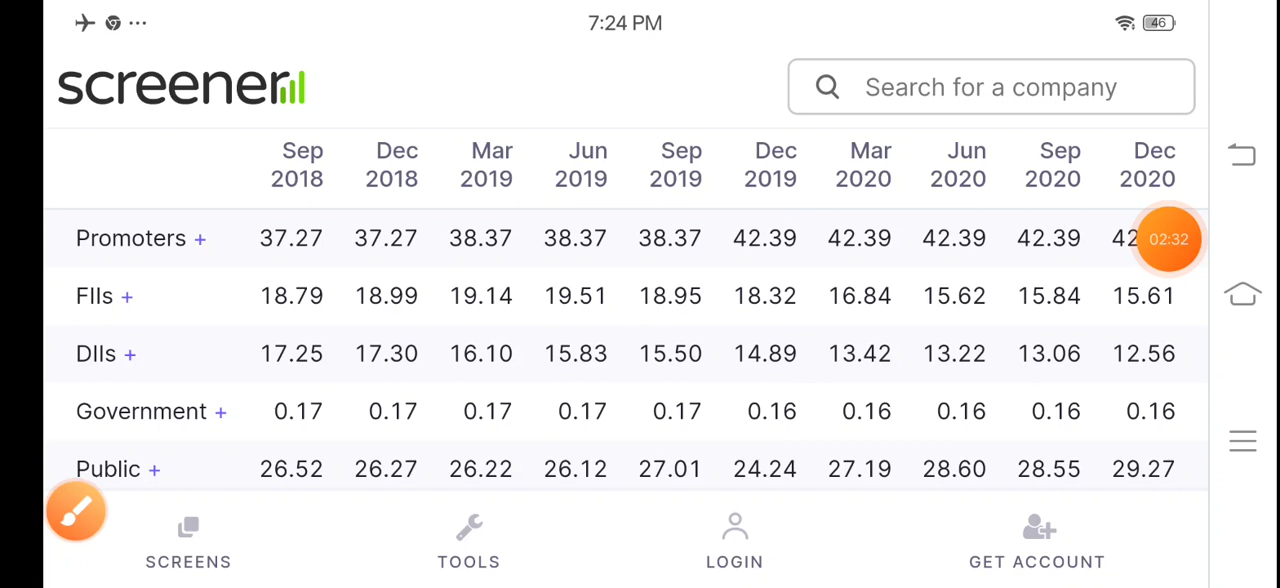 7:24 PM 46
screener
Search for a company
Sep Dec Mar Jun Sep Dec Mar Jun Sep Dec
2018 2018 2019 2019 2019 2019 2020 2020 2020 2020
Promoters + 37.27 37.27 38.37 38.37 38.37 42.39 42.39 42.39 42.39 42
02:32
FIIs + 18.79 18.99 19.14 19.51 18.95 18.32 16.84 15.62 15.84 15.61
DIIs + 17.25 17.30 16.10 15.83 15.50 14.89 13.42 13.22 13.06 12.56
Government + 0.17 0.17 0.17 0.17 0.17 0.16 0.16 0.16 0.16 0.16
Public + 26.52 26.27 26.22 26.12 27.01 24.24 27.19 28.60 28.55 29.27
SCREENS TOOLS LOGIN GET ACCOUNT